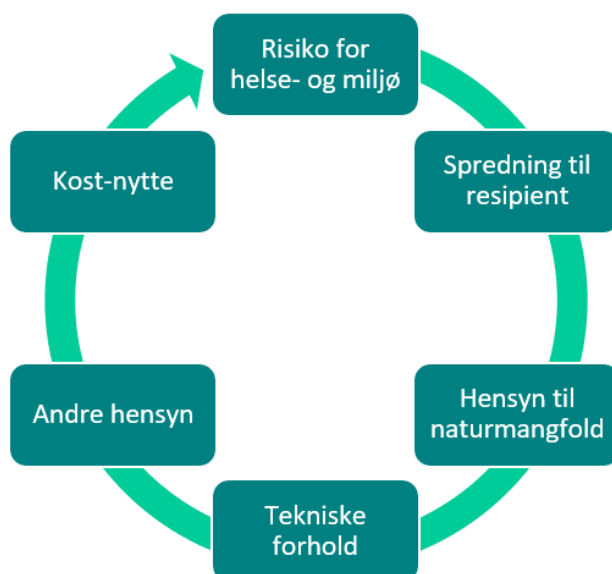 Risiko for
helse- og miljø
Spredning til
resipient
Hensyn til
naturmangfold
Tekniske
forhold
Andre hensyn
Kost-nytte